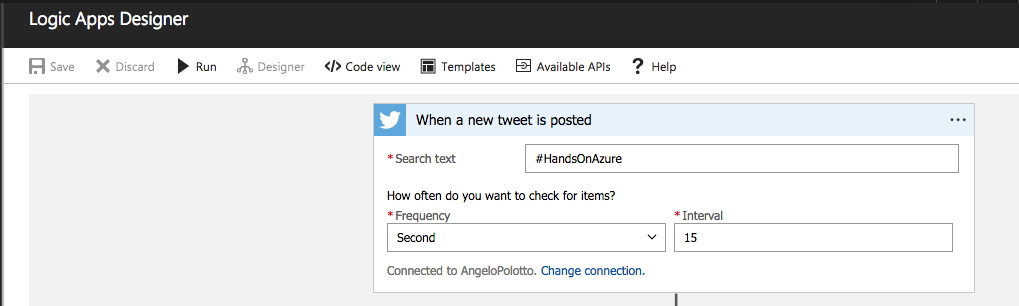 Logic Apps Designer
Save Discard Run Designer </> Code view Templates Available APIs ? Help
When a new tweet is posted ...
* Search text #HandsOnAzure
How often do you want to check for items?
* Frequency * Interval
Second 15
Connected to AngeloPolotto. Change connection.